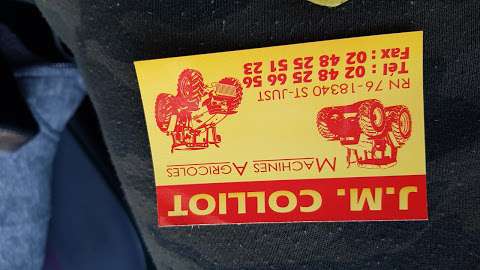 J.M. COLLIOT
MACHINES AGRICOLES
RN 76-18340 ST-JUST
Tél : 02 48 25 66 56
Fax : 02 48 25 51 23